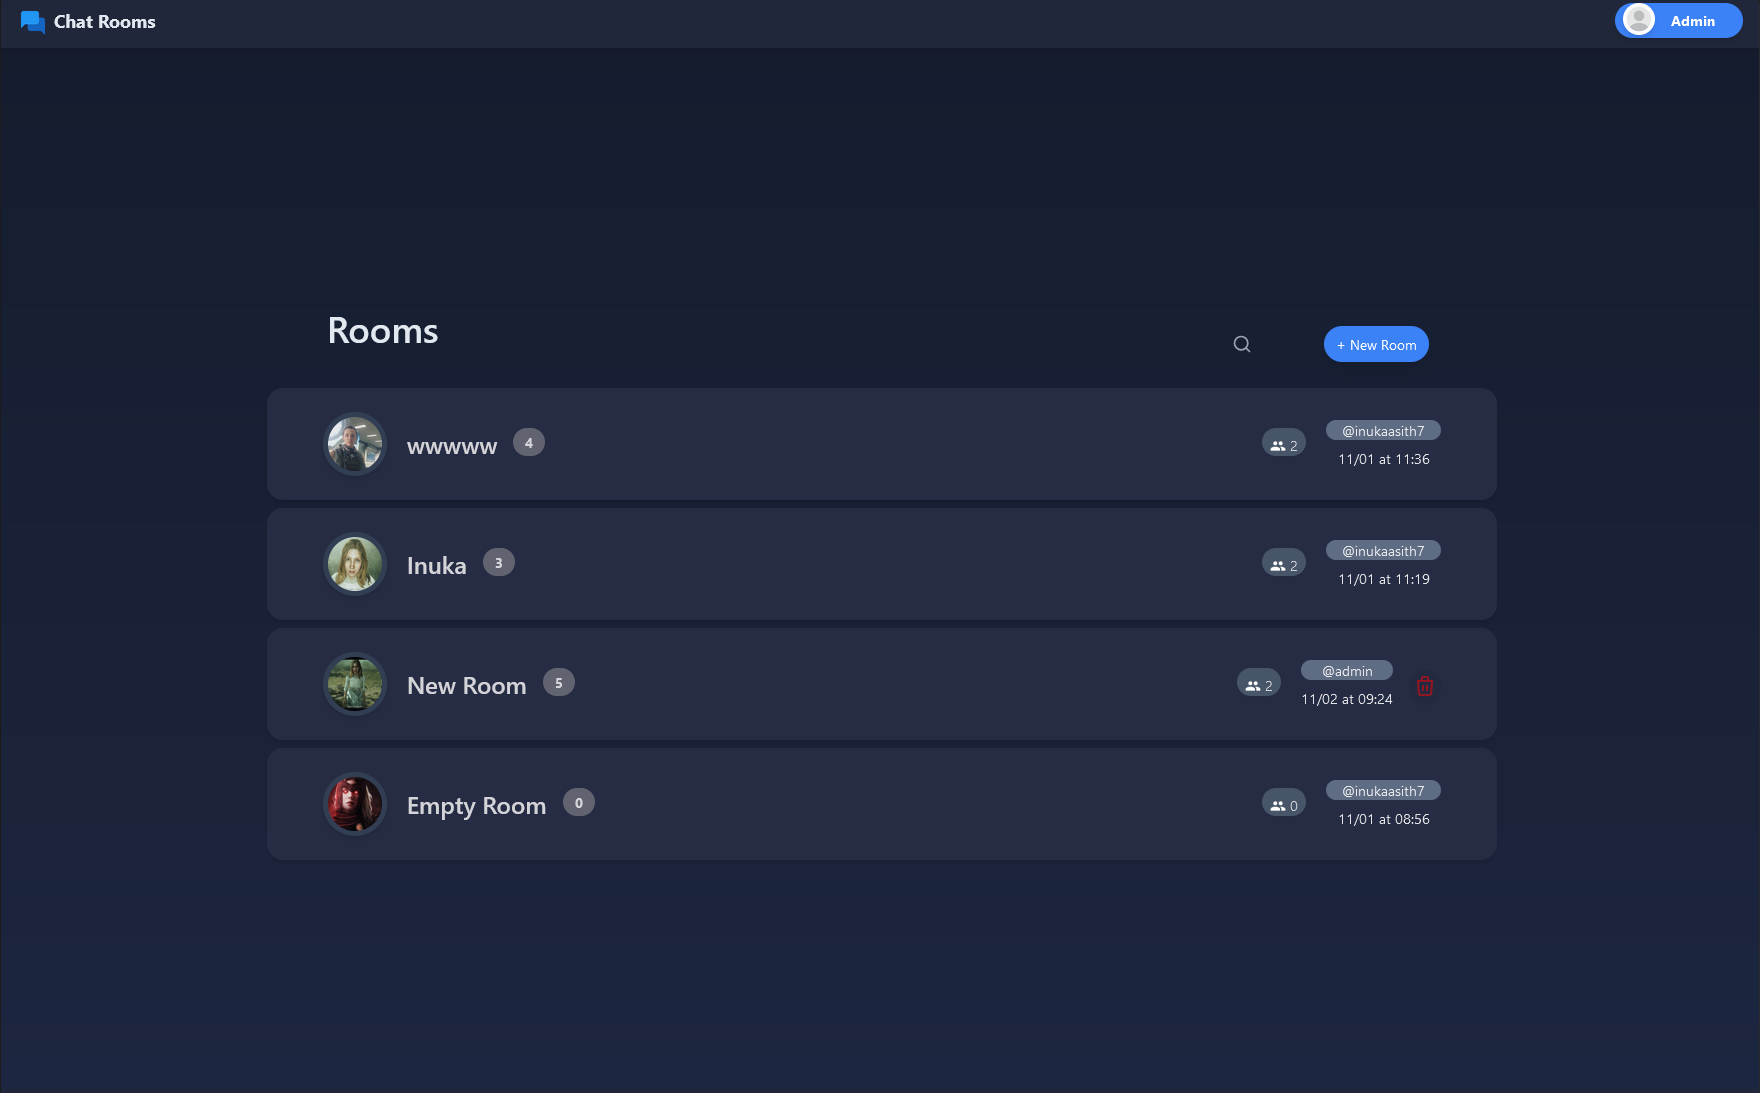 Chat Rooms
Admin
Rooms
+ New Room
wwwww 4
2
@inukaasith7
11/01 at 11:36
Inuka 3
2
@inukaasith7
11/01 at 11:19
New Room 5
2
@admin
11/02 at 09:24
Empty Room 0
0
@inukaasith7
11/01 at 08:56